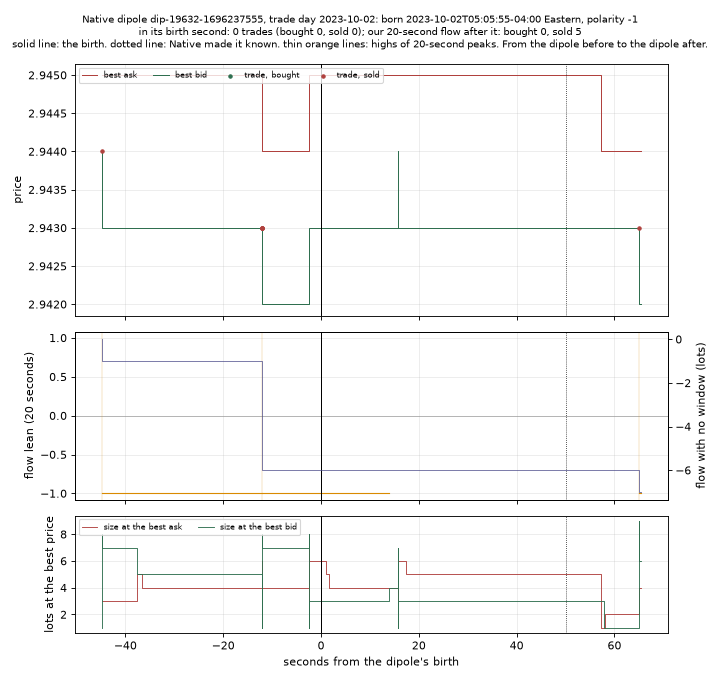 Native dipole dip-19632-1696237555, trade day 2023-10-02: born 2023-10-02T05:05:55-04:00 Eastern, polarity -1
in its birth second: 0 trades (bought 0, sold 0); our 20-second flow after it: bought 0, sold 5
solid line: the birth. dotted line: Native made it known. thin orange lines: highs of 20-second peaks. From the dipole before to the dipole after.
best ask
best bid
trade, bought
trade, sold
price
2.9450
2.9445
2.9440
2.9435
2.9430
2.9425
2.9420
flow lean (20 seconds)
1.0
0.5
0.0
−0.5
−1.0
0
−2
−4
−6
flow with no window (lots)
size at the best ask
size at the best bid
lots at the best price
8
6
4
2
−40
−20
0
20
40
60
seconds from the dipole's birth